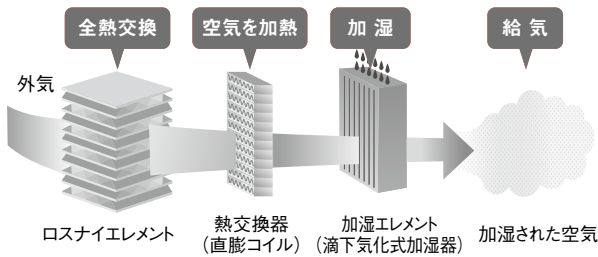 全熱交換
空気を加熱
加湿
給気
外気
ロスナイエレメント
熱交換器
（直膨コイル）
加湿エレメント
（滴下気化式加湿器）
加湿された空気